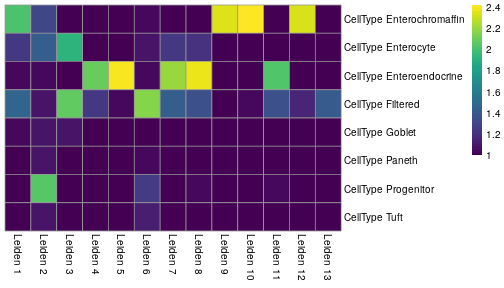 CellType Enterochromaffin
CellType Enterocyte
CellType Enteroendocrine
CellType Filtered
CellType Goblet
CellType Paneth
CellType Progenitor
CellType Tuft
Leiden 1
Leiden 2
Leiden 3
Leiden 4
Leiden 5
Leiden 6
Leiden 7
Leiden 8
Leiden 9
Leiden 10
Leiden 11
Leiden 12
Leiden 13
2.4
2.2
2
1.8
1.6
1.4
1.2
1